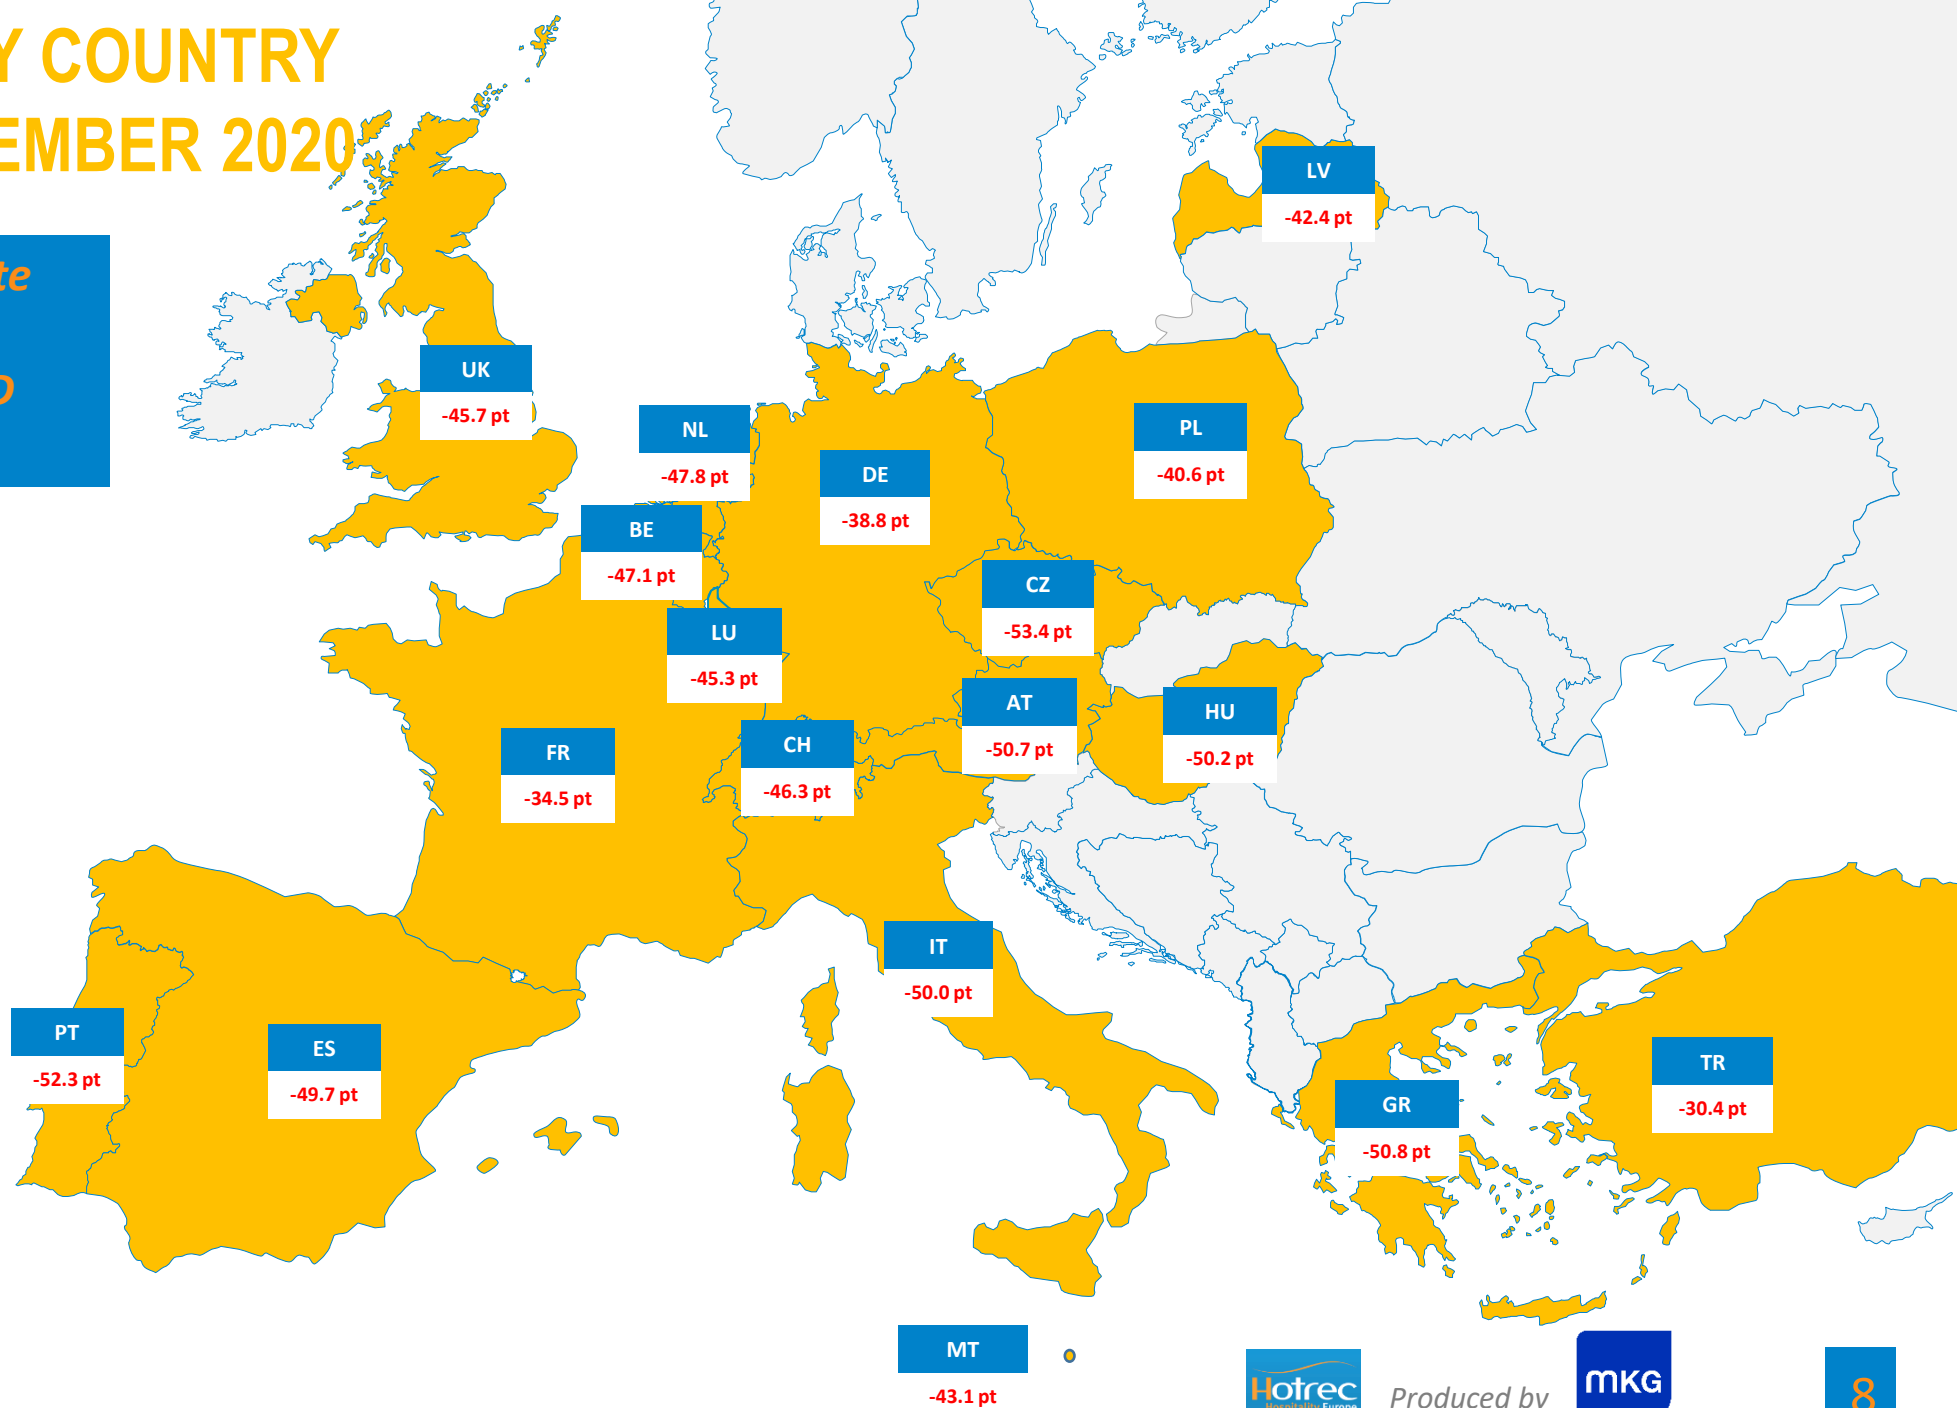 Y COUNTRY
EMBER 2020
te
D
LV
-42.4 pt
UK
-45.7 pt
NL
-47.8 pt
PL
-40.6 pt
DE
-38.8 pt
BE
-47.1 pt
CZ
-53.4 pt
LU
-45.3 pt
AT
-50.7 pt
HU
-50.2 pt
CH
-46.3 pt
FR
-34.5 pt
IT
-50.0 pt
PT
-52.3 pt
ES
-49.7 pt
TR
-30.4 pt
GR
-50.8 pt
MT
-43.1 pt
Hotrec
Hospitality Europe
Produced by
mKG
8